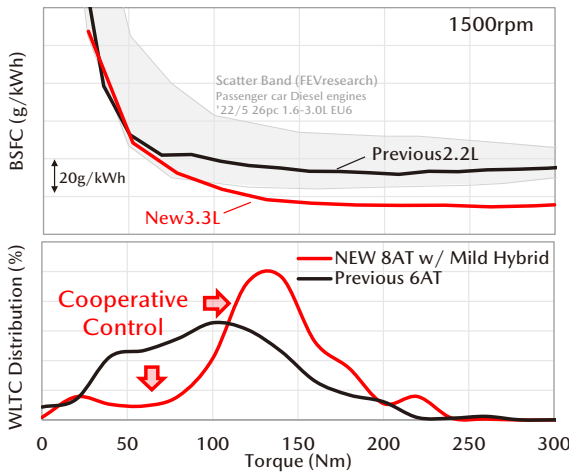 1500rpm
BSFC (g/kWh)
Scatter Band (FEVresearch)
Passenger car Diesel engines
'22/5 26pc 1.6-3.0L EU6
Previous2.2L
20g/kWh
New3.3L
WLTC Distribution (%)
NEW 8AT w/ Mild Hybrid
Previous 6AT
Cooperative
Control
0 50 100 150 200 250 300
Torque (Nm)